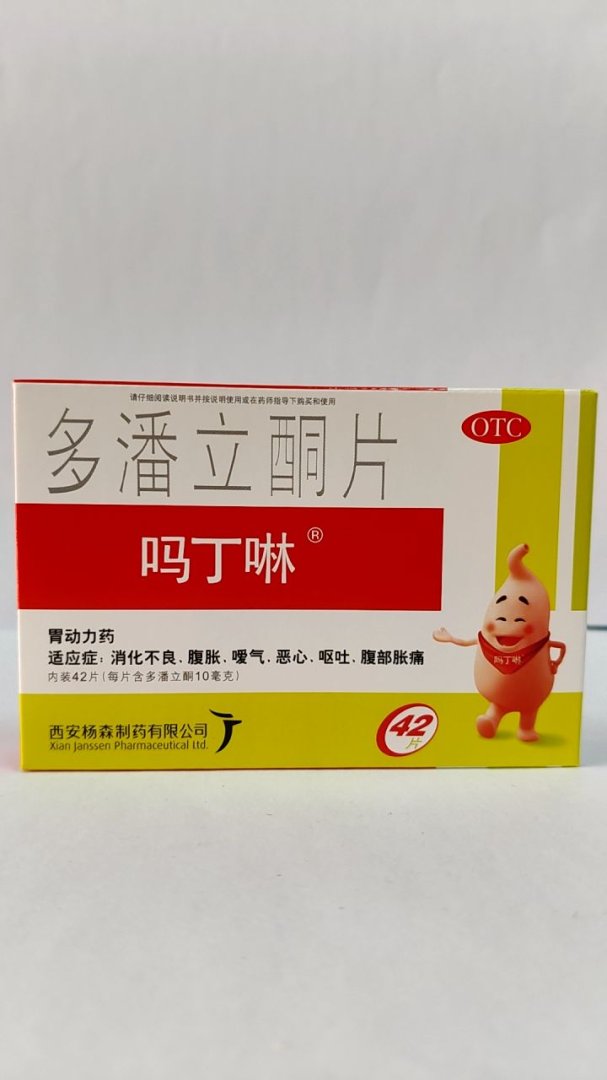 请仔细阅读说明书并按说明使用或在药师指导下购买和使用
多潘立酮片
OTC
吗丁啉®
胃动力药
适应症：消化不良、腹胀、嗳气、恶心、呕吐、腹部胀痛
内装42片(每片含多潘立酮10毫克)
吗丁啉
西安杨森制药有限公司
Xian Janssen Pharmaceutical Ltd.
42
片